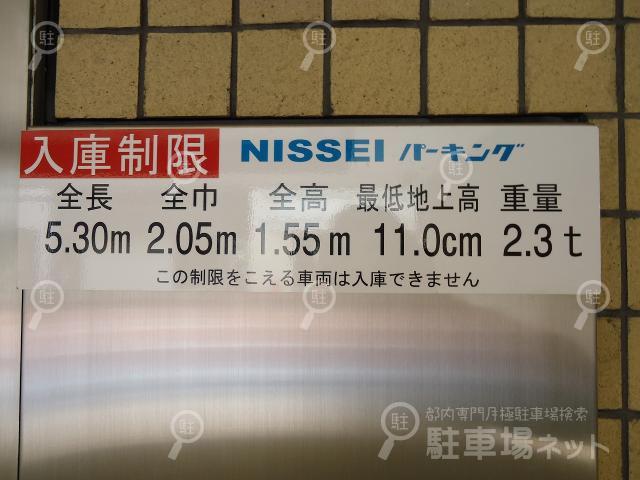 入庫制限 NISSEI パーキング
全長 全巾 全高 最低地上高 重量
5.30m 2.05m 1.55m 11.0cm 2.3t
この制限をこえる車両は入庫できません
駐 都内専門月極駐車場検索
駐車場ネット